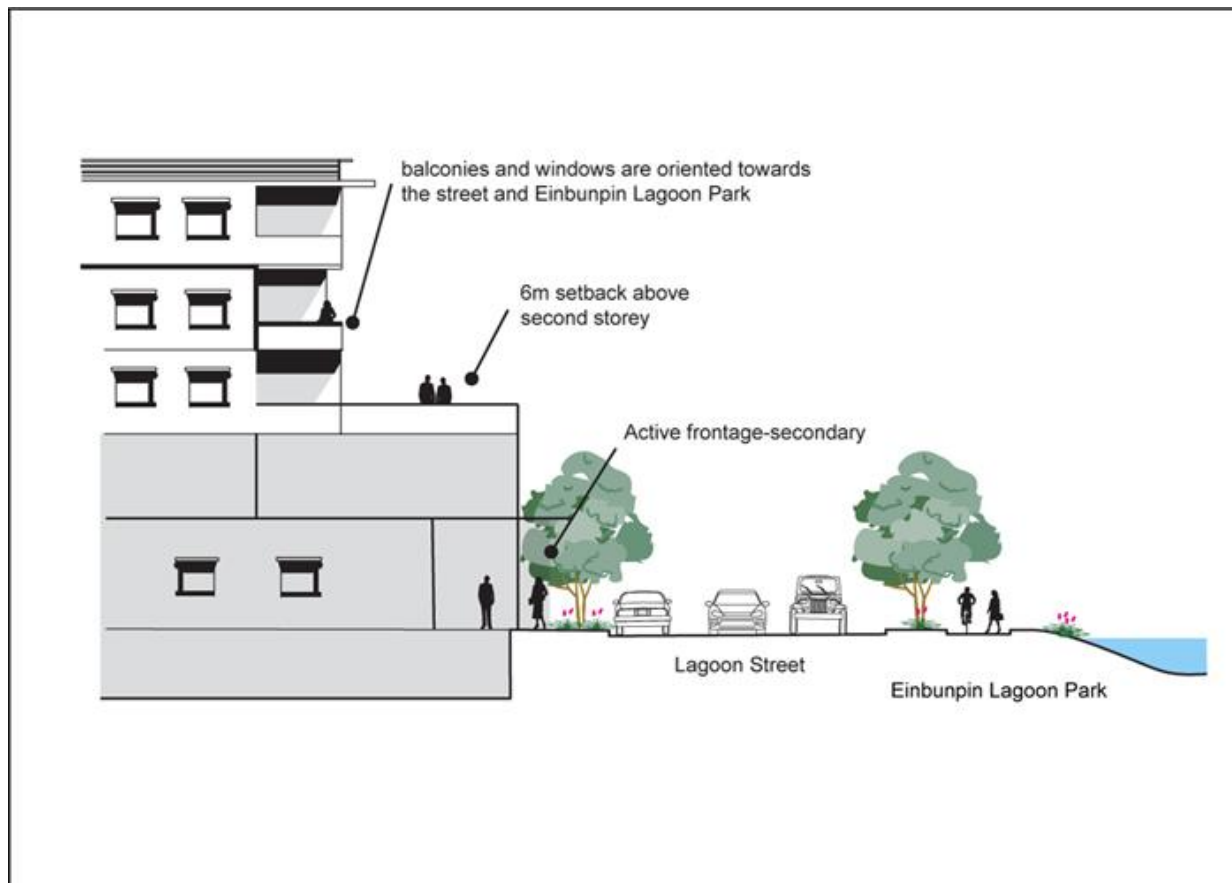 balconies and windows are oriented towards
the street and Einbunpin Lagoon Park
6m setback above
second storey
Active frontage-secondary
Lagoon Street
Einbunpin Lagoon Park